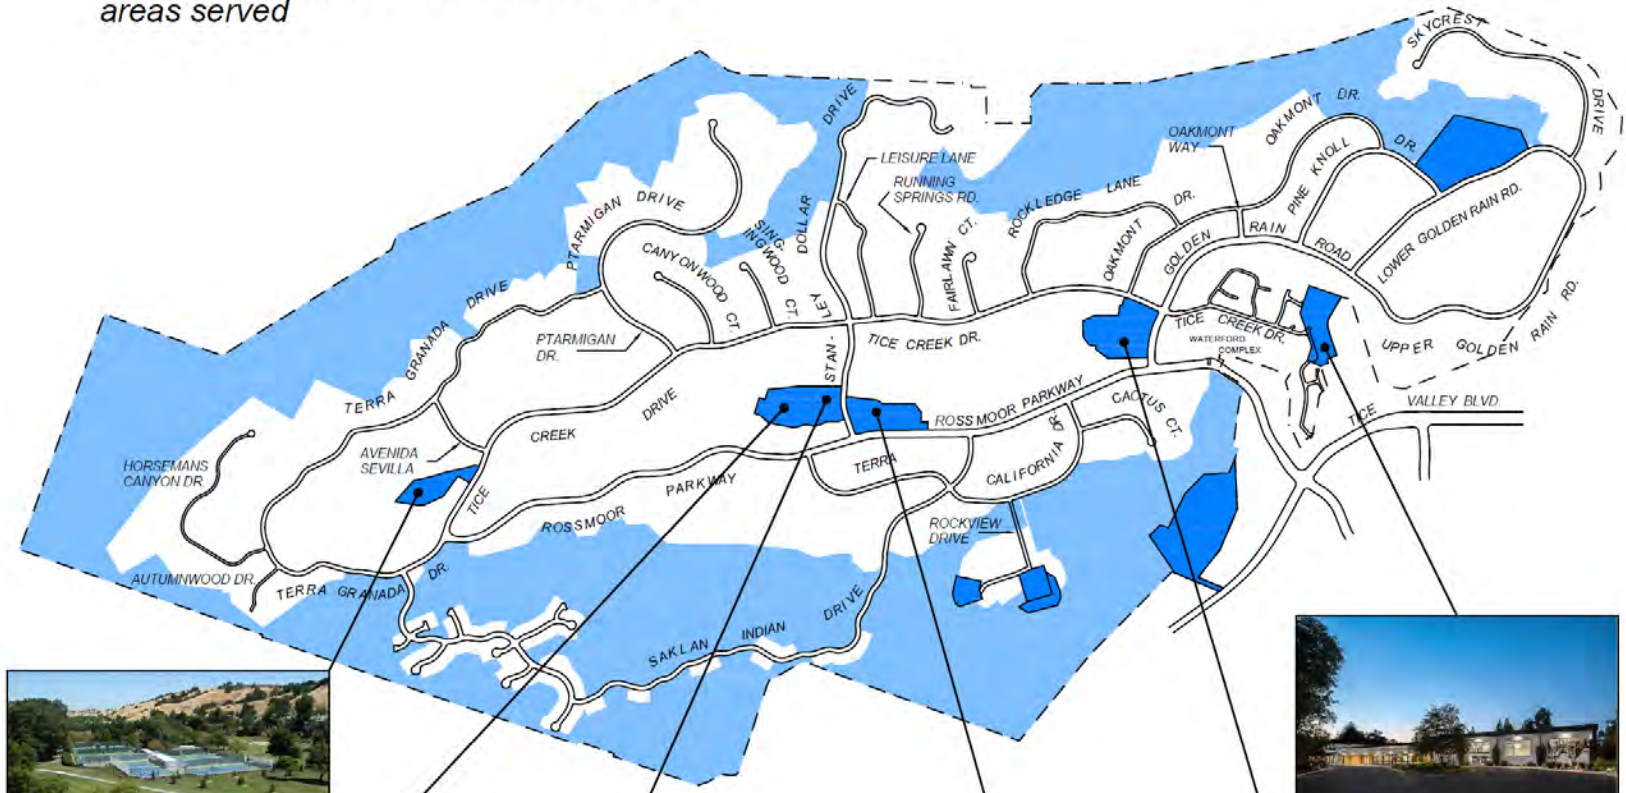 areas served
SKYCREST
DRIVE
OAKMONT DR.
OAKMONT
WAY
DR.
PINE KNOLL
DRIVE
LEISURE LANE
RUNNING
SPRINGS RD.
ROCKLEDGE LANE
DR.
OAKMONT
GOLDEN
RAIN
ROAD
LOWER GOLDEN RAIN RD.
UPPER GOLDEN RAIN RD.
PTARMIGAN DRIVE
CANYONWOOD CT.
SING-
INGWOOD CT.
DOLLAR
STAN-
LEY
FAIRLAWN CT.
TERRA GRANADA DRIVE
PTARMIGAN
DR.
TICE CREEK DR.
TICE CREEK DR.
WATERFORD
COMPLEX
TICE VALLEY BLVD.
TICE CREEK DRIVE
AVENIDA
SEVILLA
HORSEMANS
CANYON DR.
ROSSMOOR PARKWAY
ROSSMOOR PARKWAY
CACTUS CT.
TERRA
CALIFORNIA DR.
ROCKVIEW
DRIVE
AUTUMNWOOD DR.
TERRA GRANADA DR.
SAKLAN INDIAN DRIVE